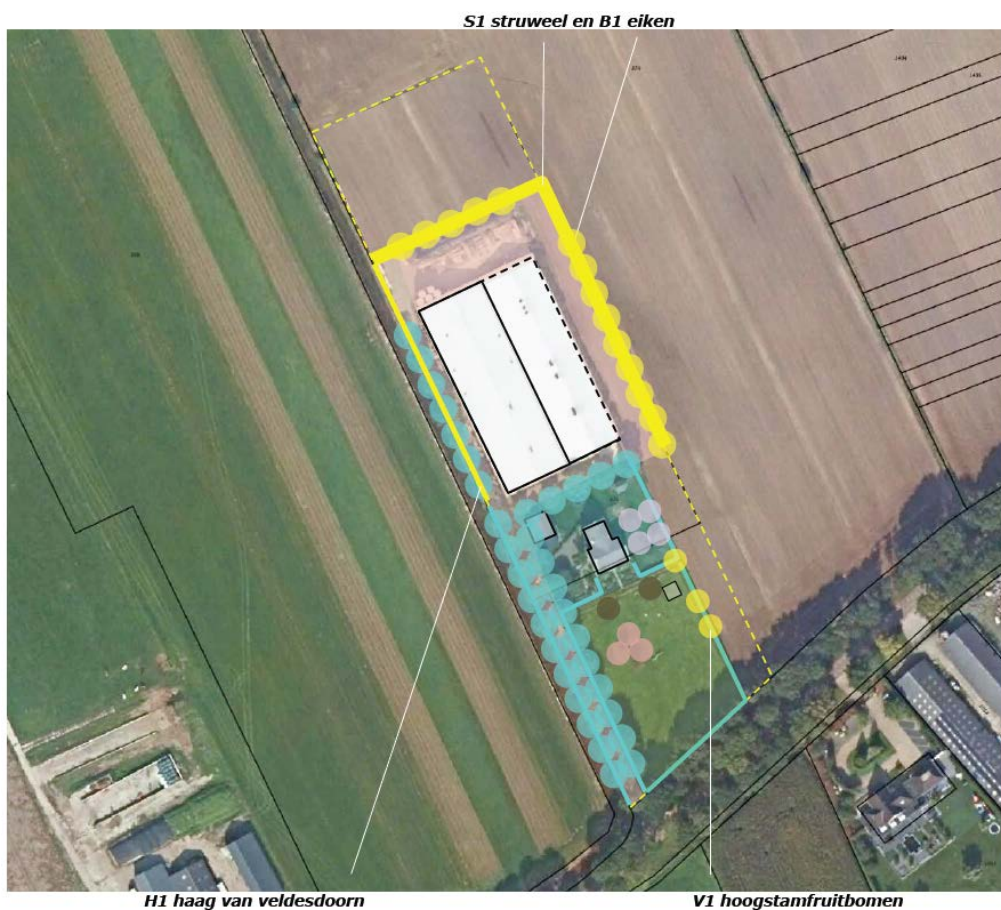 S1 struweel en B1 eiken
H1 haag van veldesdoorn
V1 hoogstamfruitbomen